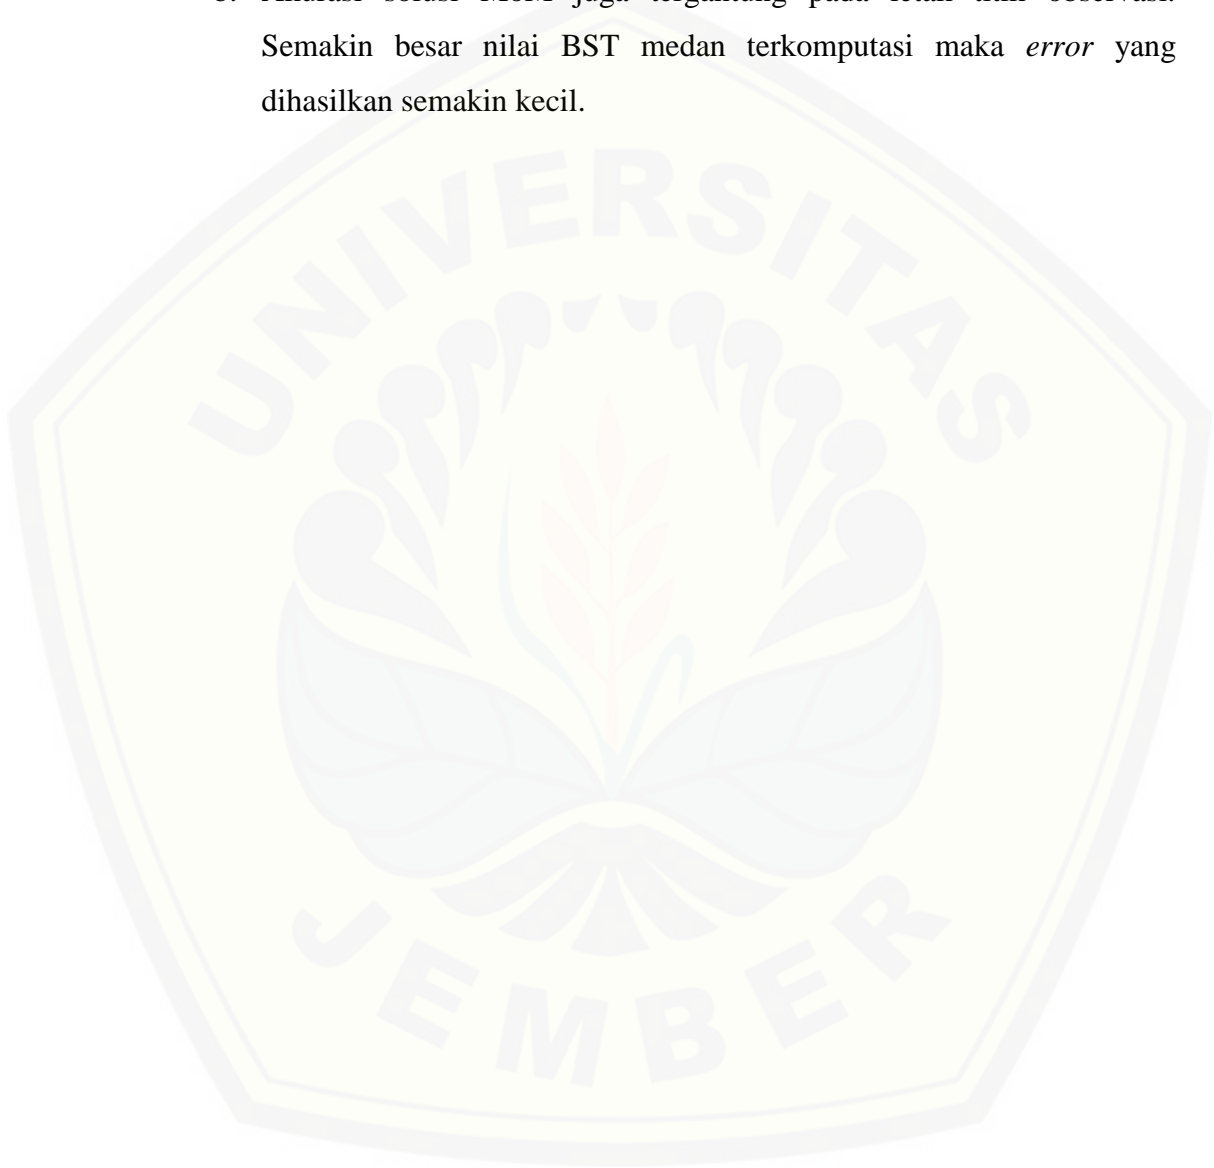 solusi MoM juga tergantung pada letak titik observasi.
Semakin besar nilai BST medan terkomputasi maka error yang
dihasilkan semakin kecil.
UNIVERSITAS
JEMBER